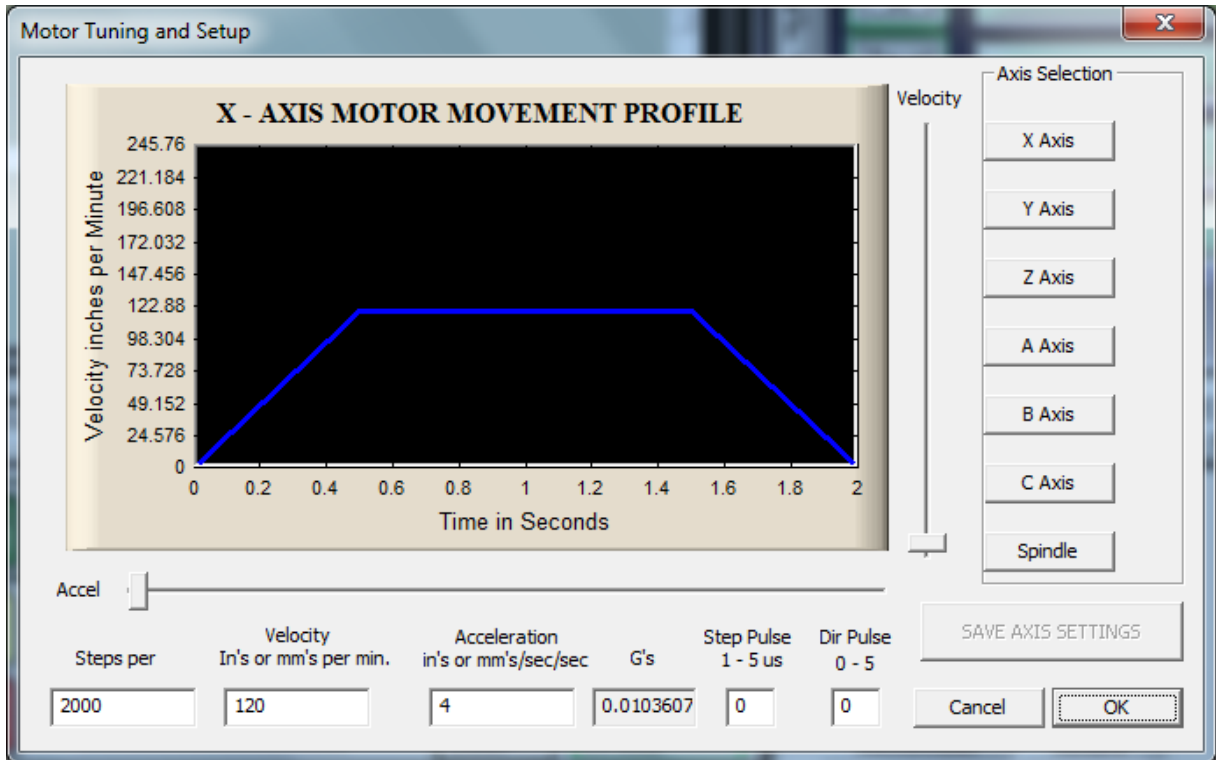 Motor Tuning and Setup
X - AXIS MOTOR MOVEMENT PROFILE
Velocity inches per Minute
245.76
221.184
196.608
172.032
147.456
122.88
98.304
73.728
49.152
24.576
0
0 0.2 0.4 0.6 0.8 1 1.2 1.4 1.6 1.8 2
Time in Seconds
Velocity
Axis Selection
X Axis
Y Axis
Z Axis
A Axis
B Axis
C Axis
Spindle
Accel
Steps per
Velocity
In's or mm's per min.
Acceleration
in's or mm's/sec/sec
G's
Step Pulse
1 - 5 us
Dir Pulse
0 - 5
2000 120 4 0.0103607 0 0
SAVE AXIS SETTINGS
Cancel OK